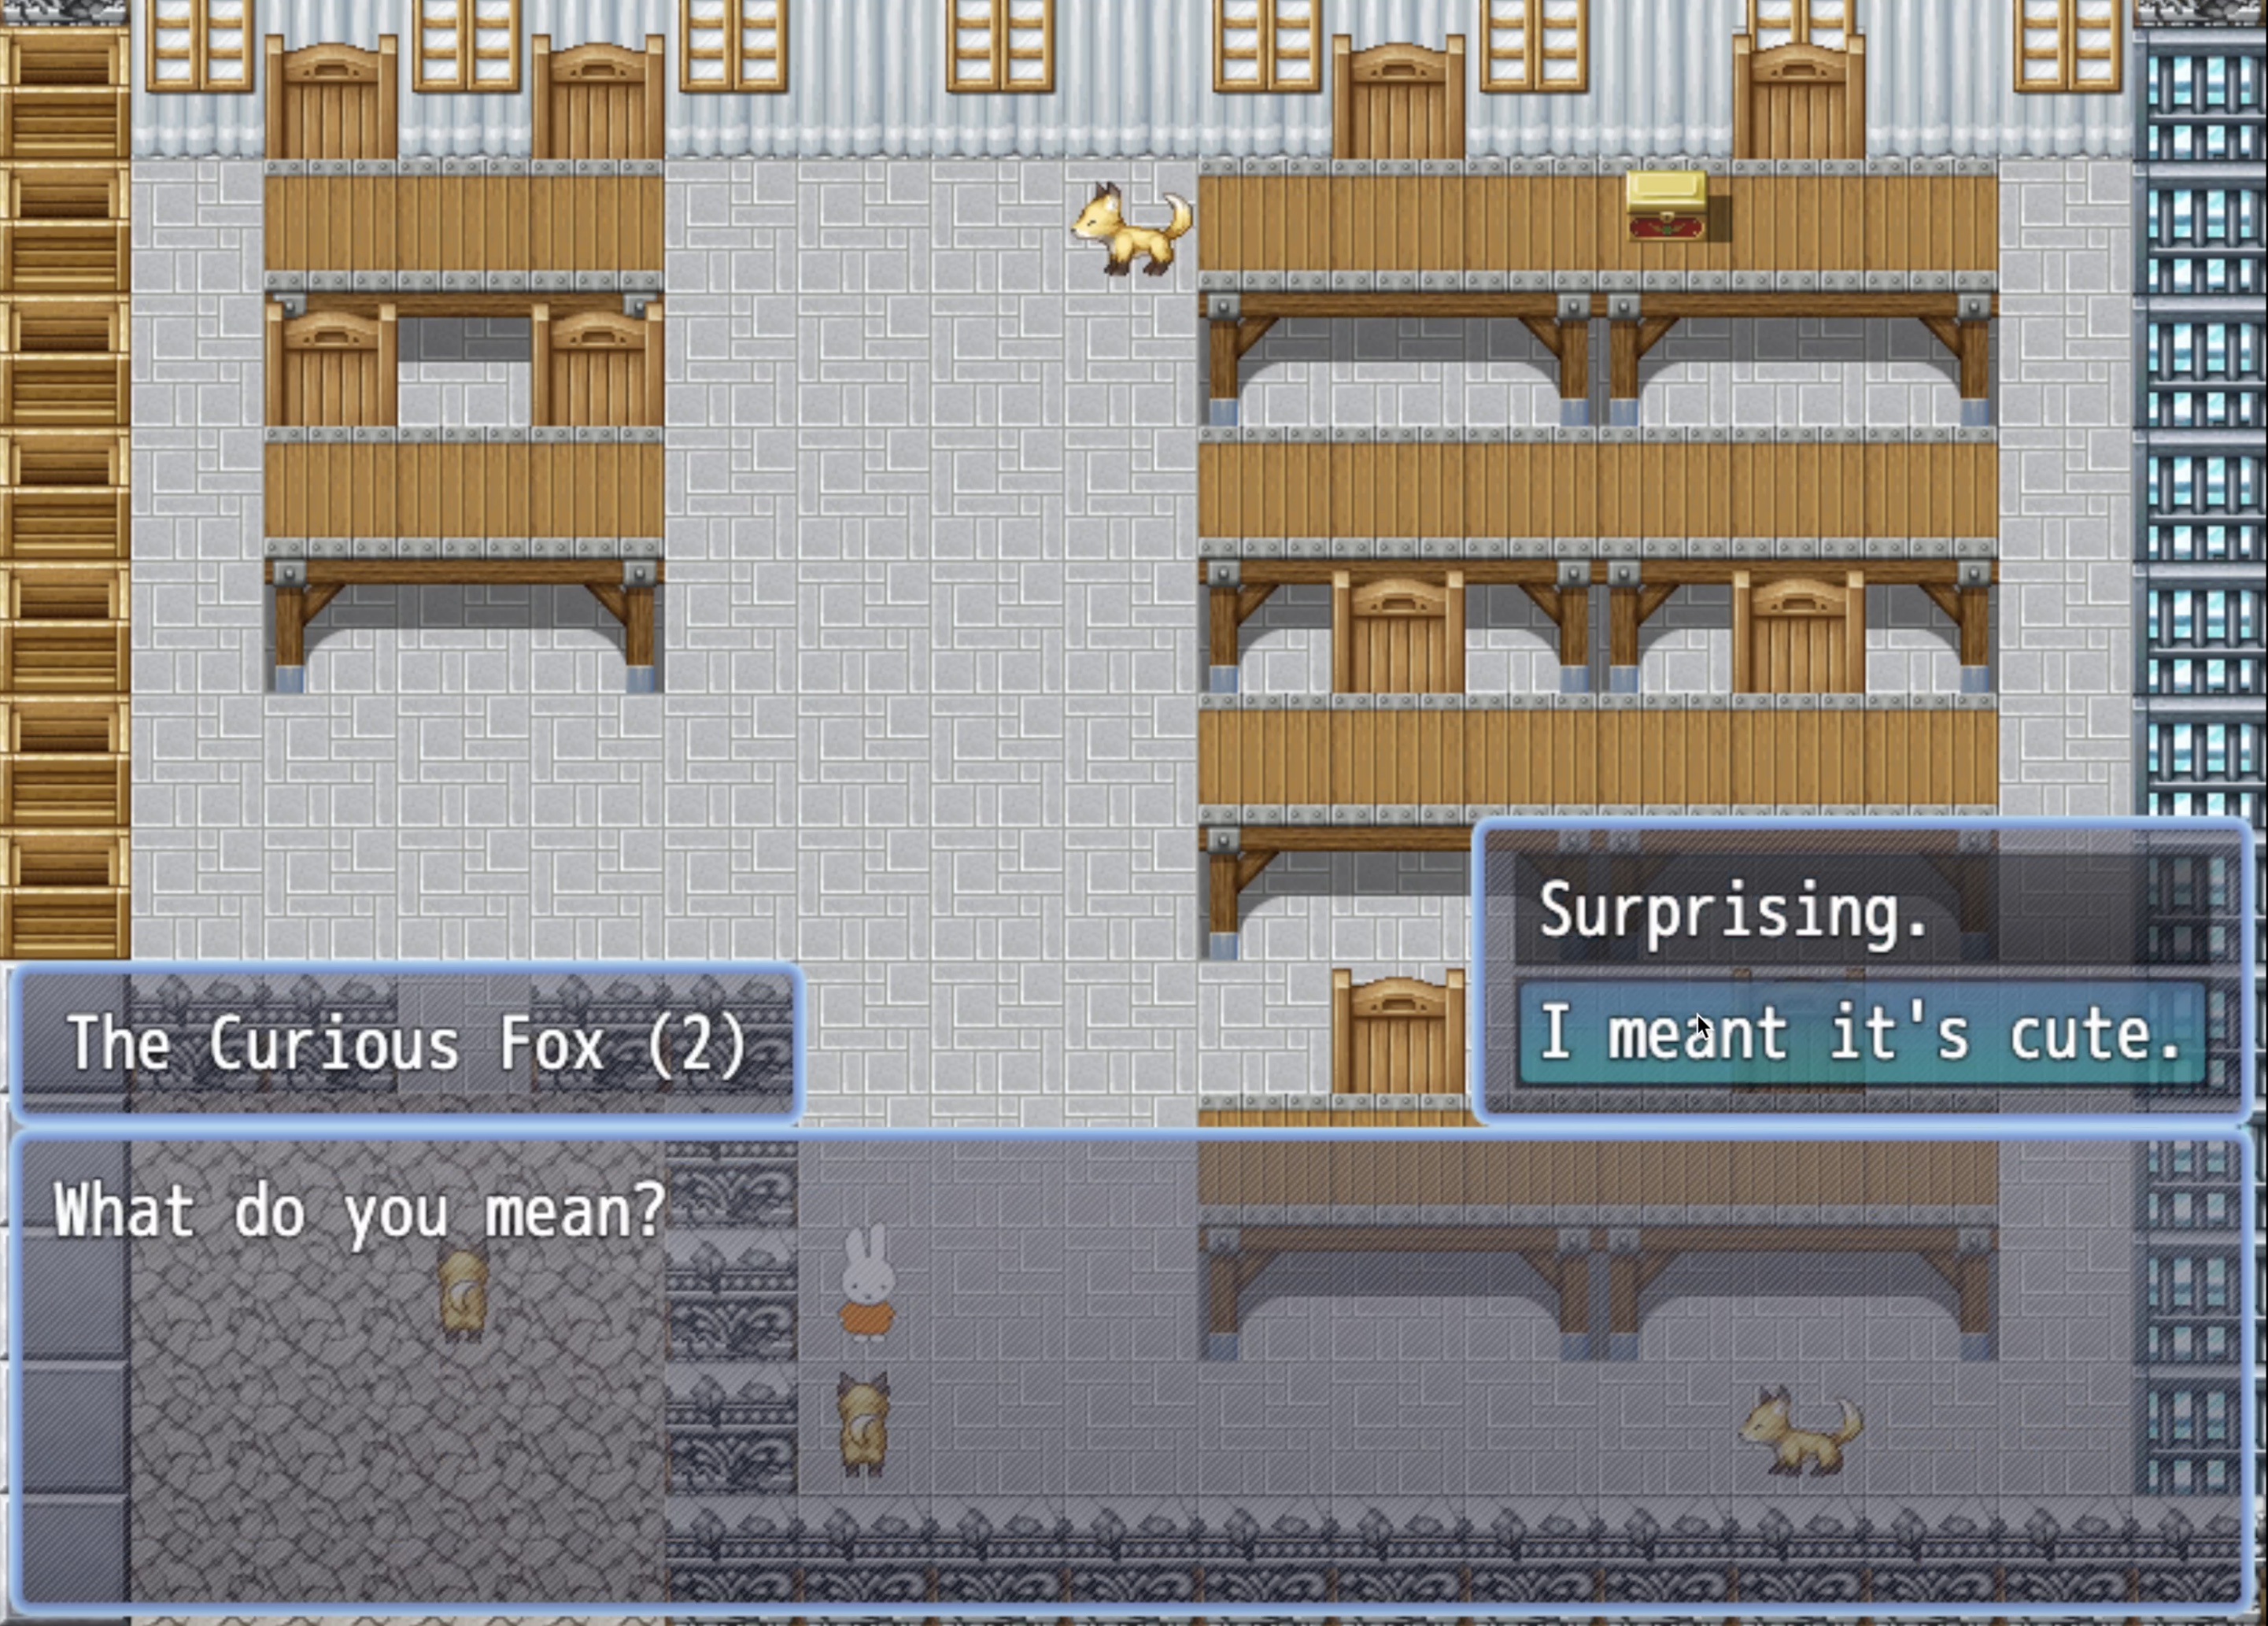 Surprising.
I meant it's cute.
The Curious Fox (2)
What do you mean?